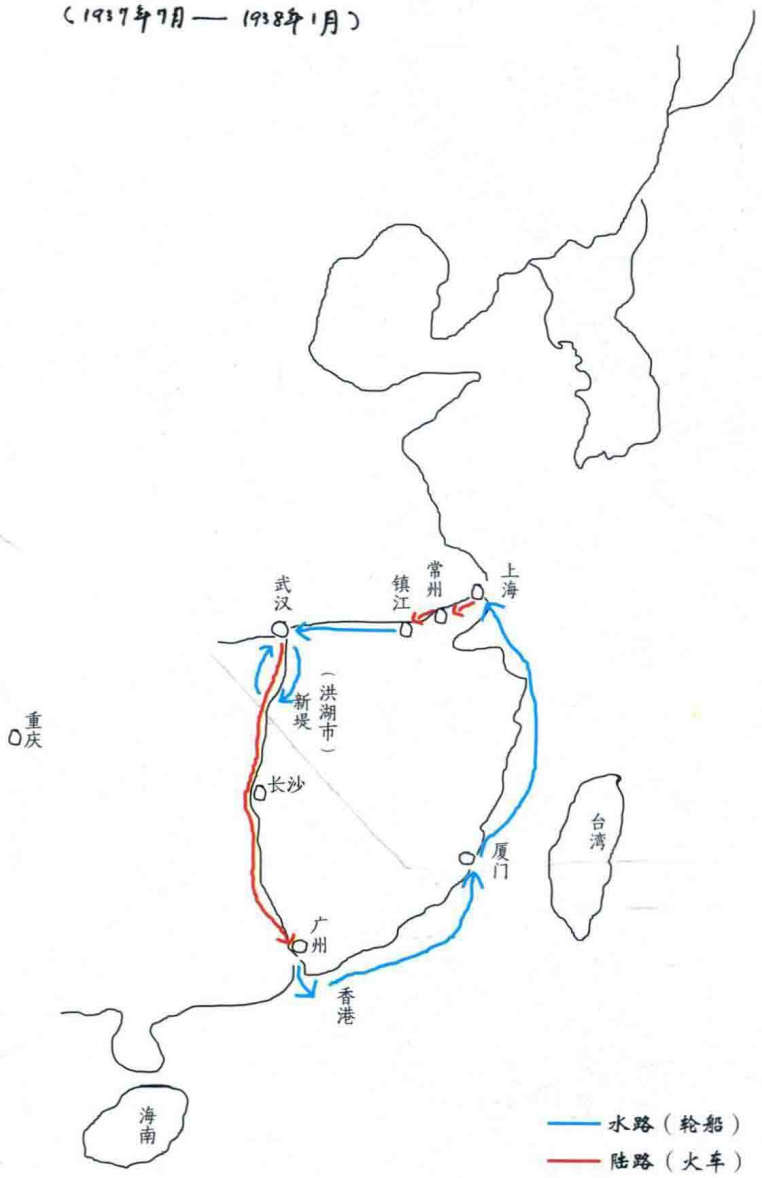 （1937年7月 — 1938年1月）
上海
常州
镇江
武汉
（洪湖市）
新堤
重庆
长沙
台湾
厦门
广州
香港
海南
水路（轮船）
陆路（火车）